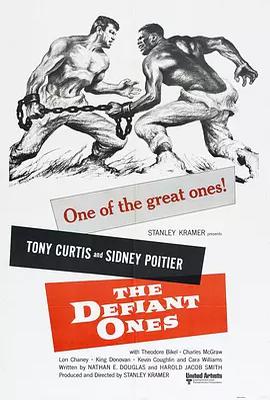 One of the great ones!
STANLEY KRAMER presents
TONY CURTIS and SIDNEY POITIER
THE
DEFIANT
ONES
with Theodore Bikel · Charles McGraw
Lon Chaney · King Donovan · Kevin Coughlin and Cara Williams
Written by NATHAN E. DOUGLAS and HAROLD JACOB SMITH
Produced and Directed by STANLEY KRAMER
United Artists